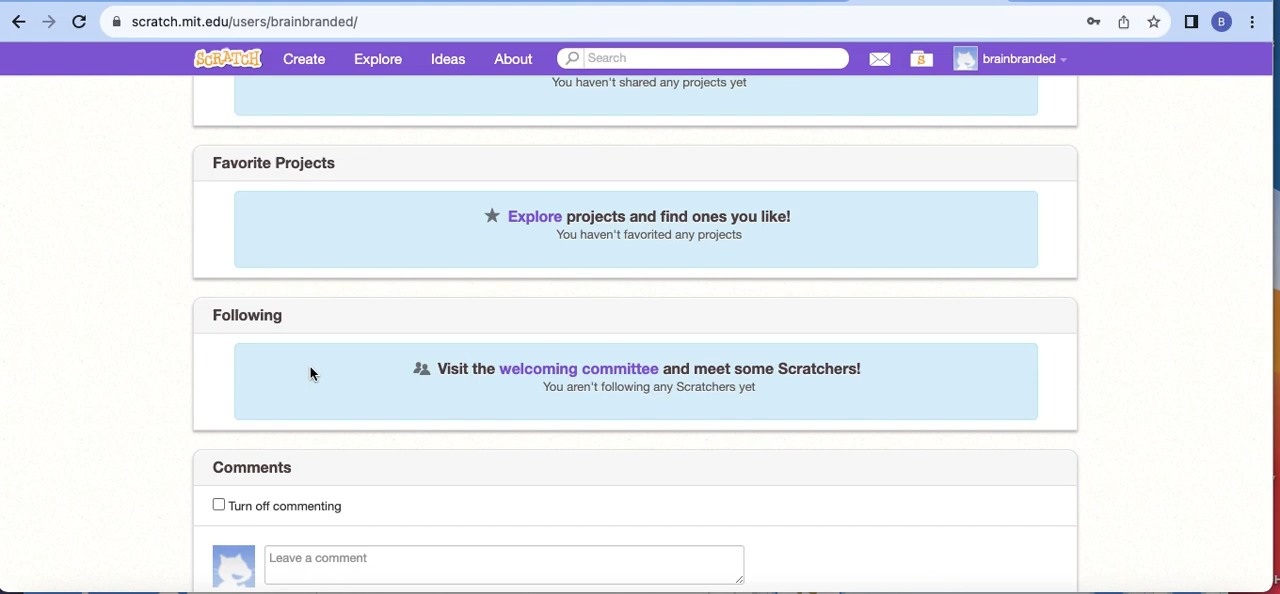 scratch.mit.edu/users/brainbranded/
B
SCRATCH Create Explore Ideas About Search S brainbranded
You haven't shared any projects yet
Favorite Projects
Explore projects and find ones you like!
You haven't favorited any projects
Following
Visit the welcoming committee and meet some Scratchers!
You aren't following any Scratchers yet
Comments
Turn off commenting
Leave a comment